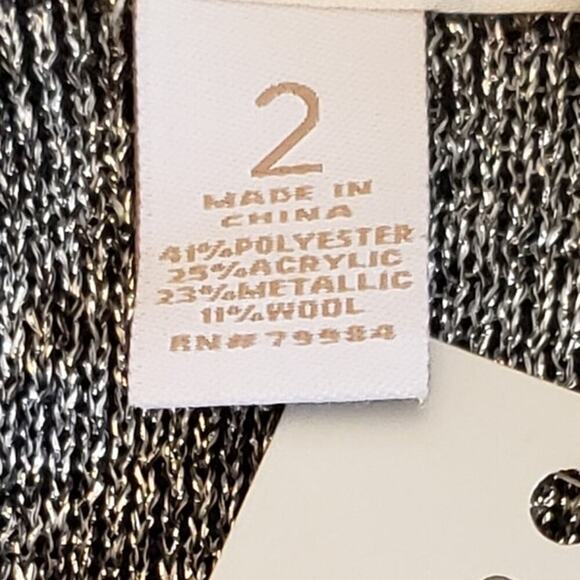 2
MADE IN
CHINA
41%POLYESTER
25%ACRYLIC
23%METALLIC
11%WOOL
RN# 79984